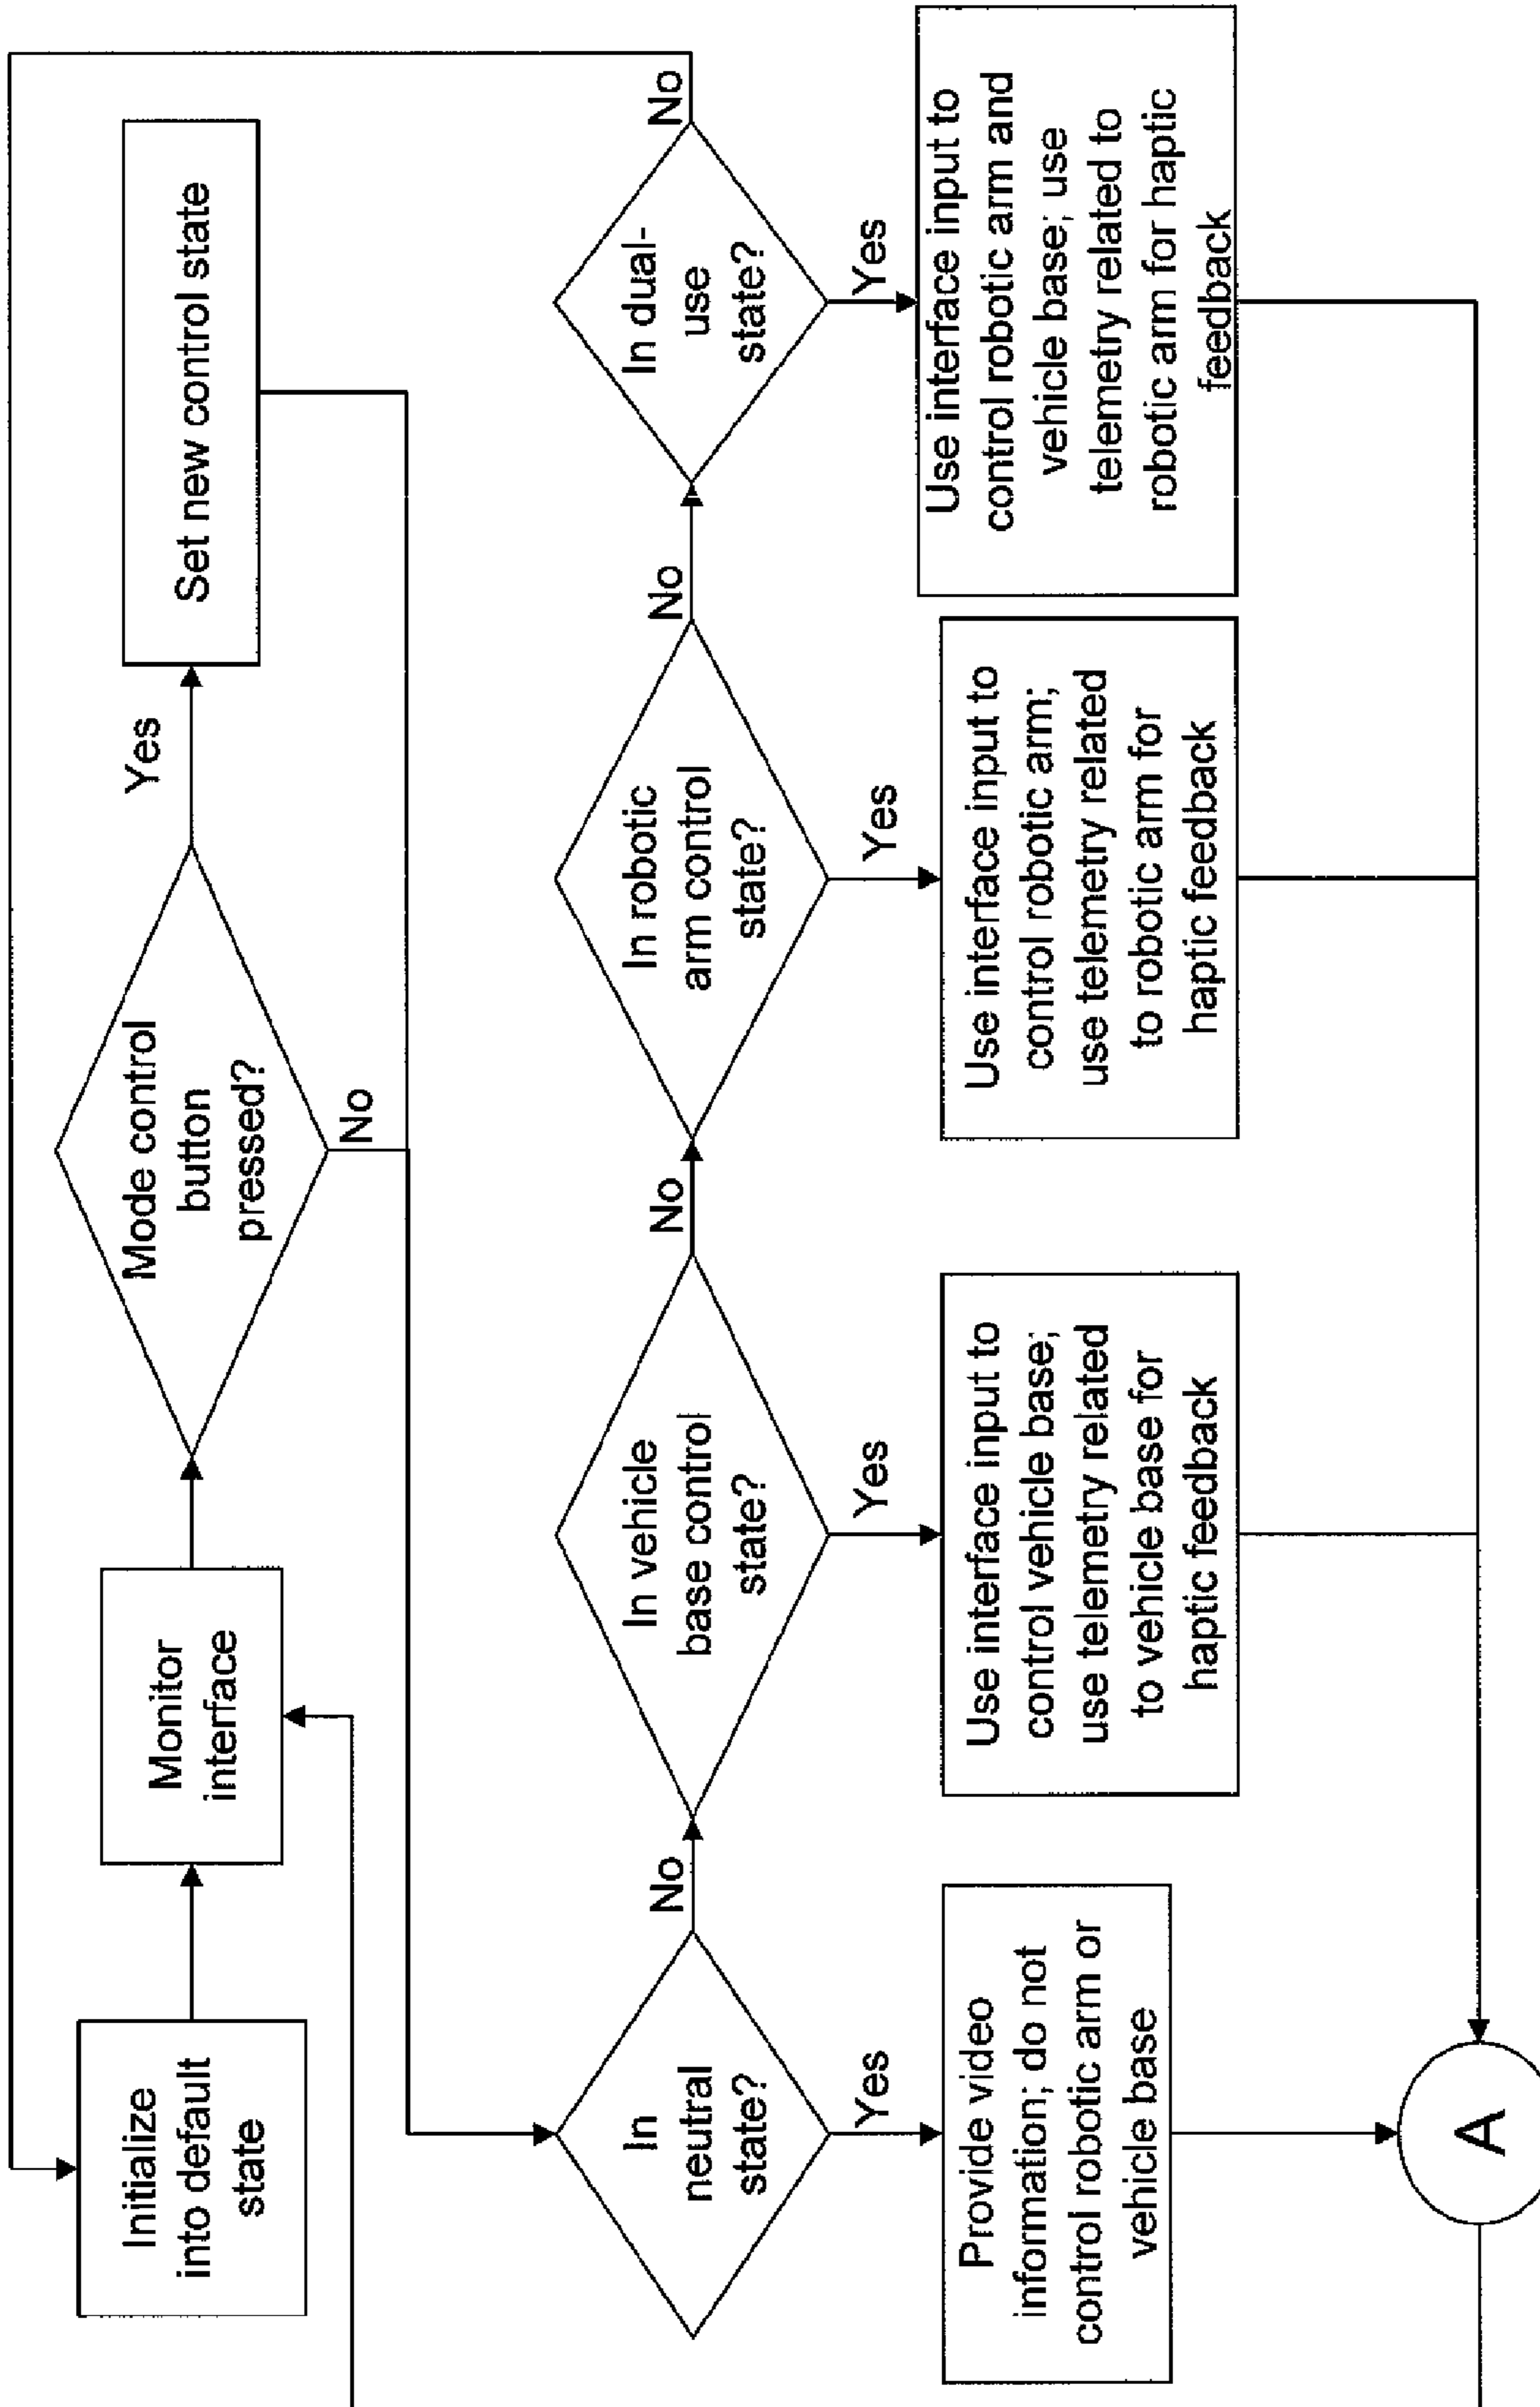 Initialize
into default
state
Monitor
interface
Mode control
button
pressed?
Yes
No
Set new control state
In
neutral
state?
No
Yes
In vehicle
base control
state?
No
Yes
In robotic
arm control
state?
No
Yes
In dual-
use
state?
No
Yes
Provide video
information; do not
control robotic arm or
vehicle base
Use interface input to
control vehicle base;
use telemetry related
to vehicle base for
haptic feedback
Use interface input to
control robotic arm;
use telemetry related
to robotic arm for
haptic feedback
Use interface input to
control robotic arm and
vehicle base; use
telemetry related to
robotic arm for haptic
feedback
A